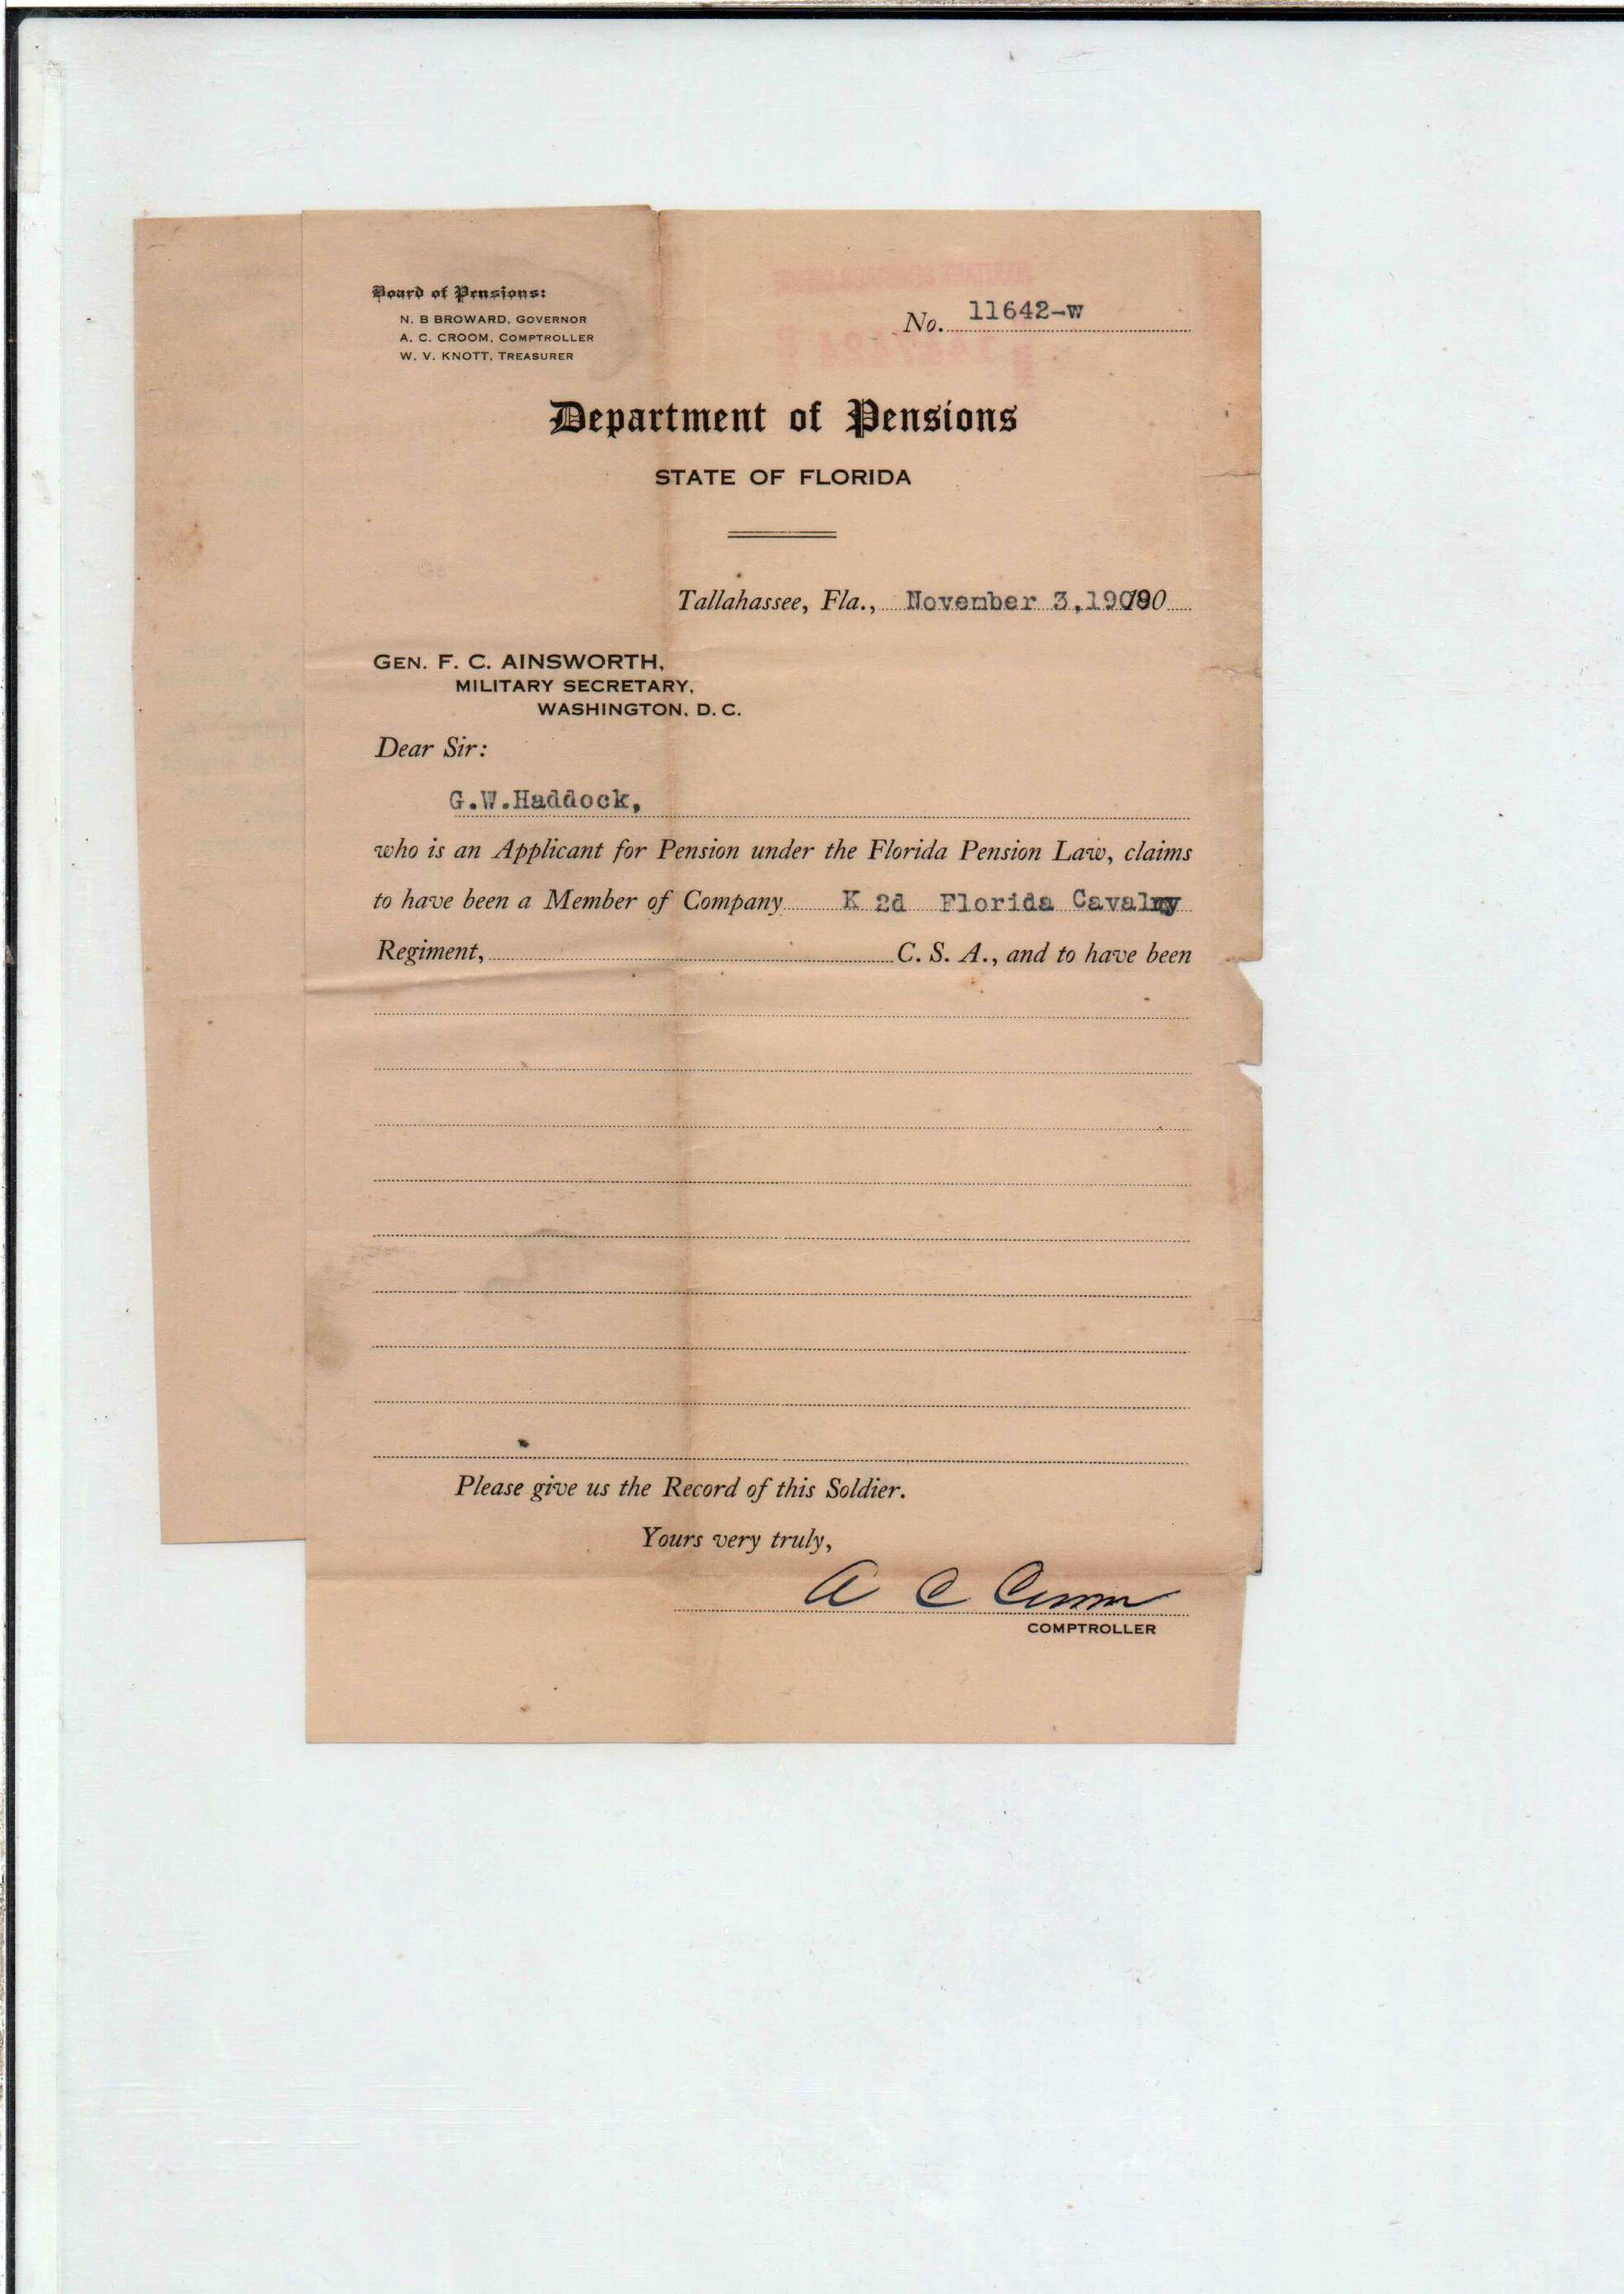 Board of Pensions:
N. B BROWARD, GOVERNOR
A. C. CROOM, COMPTROLLER
W. V. KNOTT, TREASURER
No. 11642-W
Department of Pensions
STATE OF FLORIDA
Tallahassee, Fla., November 3, 190
GEN. F. C. AINSWORTH,
MILITARY SECRETARY,
WASHINGTON, D. C.
Dear Sir:
G.W.Haddock,
who is an Applicant for Pension under the Florida Pension Law, claims
to have been a Member of Company K 2d Florida Cavalry
Regiment, C. S. A., and to have been
Please give us the Record of this Soldier.
Yours very truly,
A C Croom
COMPTROLLER